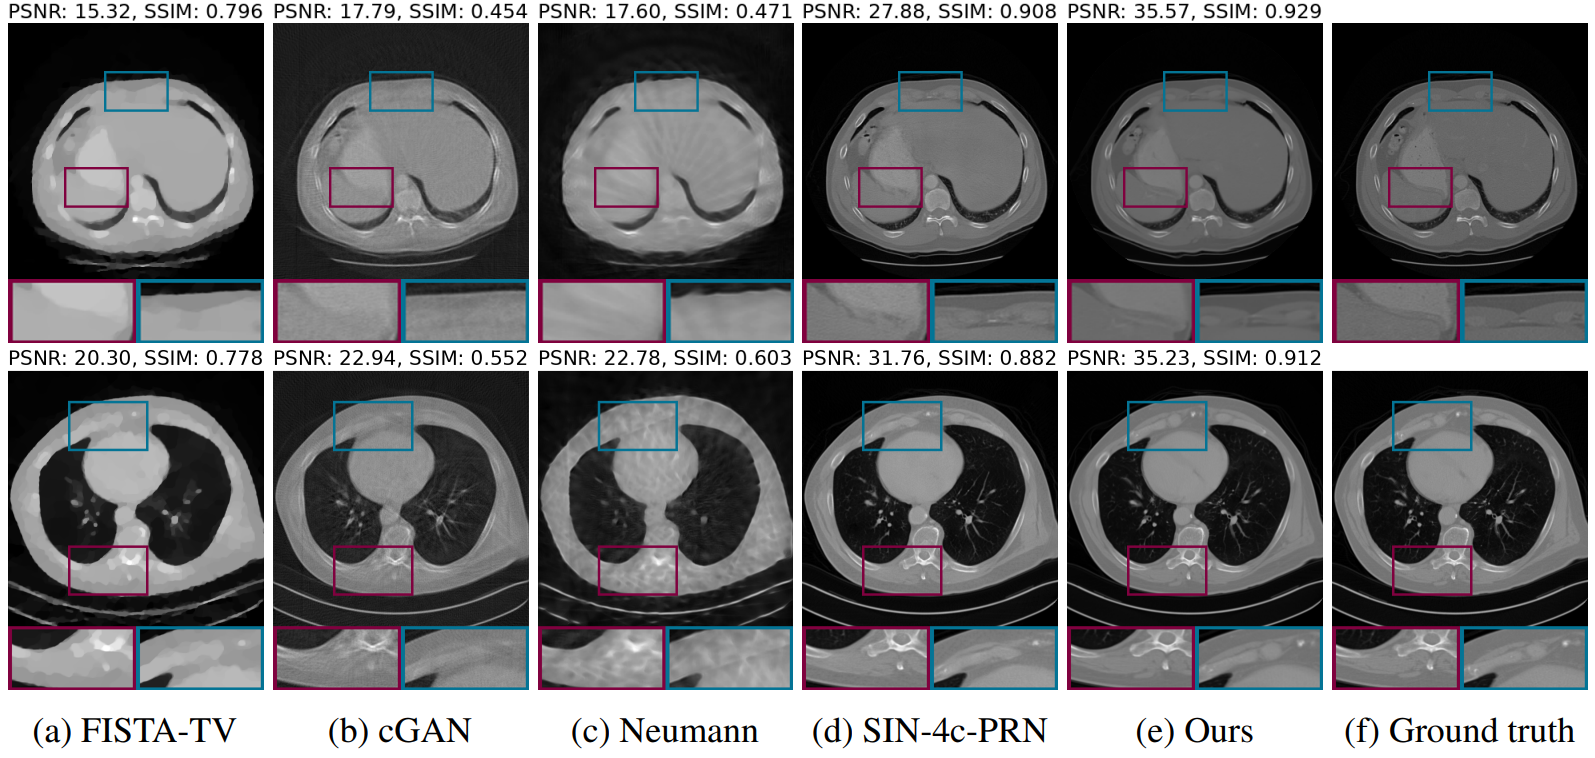 PSNR: 15.32, SSIM: 0.796 PSNR: 17.79, SSIM: 0.454 PSNR: 17.60, SSIM: 0.471 PSNR: 27.88, SSIM: 0.908 PSNR: 35.57, SSIM: 0.929
PSNR: 20.30, SSIM: 0.778 PSNR: 22.94, SSIM: 0.552 PSNR: 22.78, SSIM: 0.603 PSNR: 31.76, SSIM: 0.882 PSNR: 35.23, SSIM: 0.912
(a) FISTA-TV (b) cGAN (c) Neumann (d) SIN-4c-PRN (e) Ours (f) Ground truth